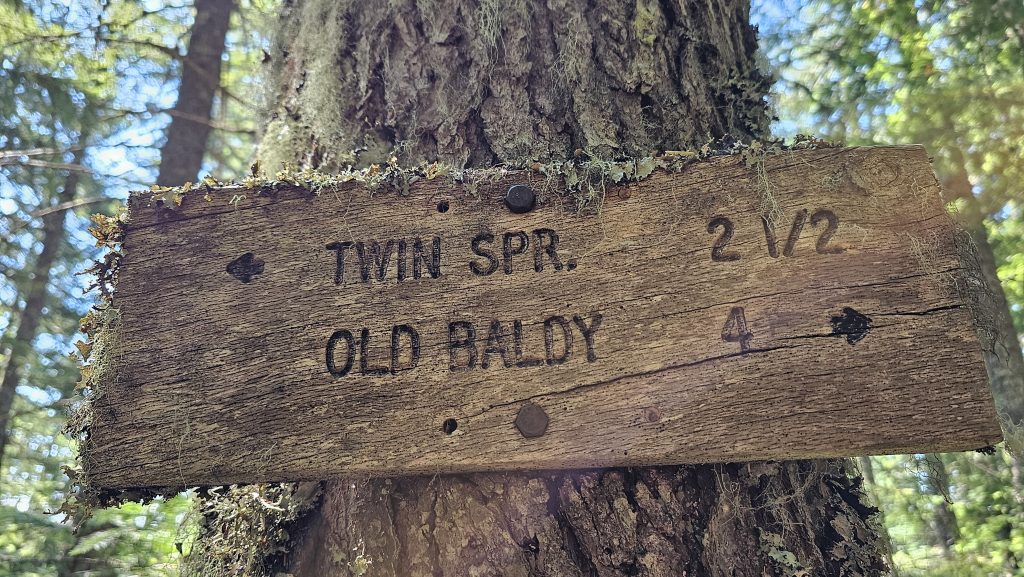 TWIN SPR. 2 1/2
OLD BALDY 4